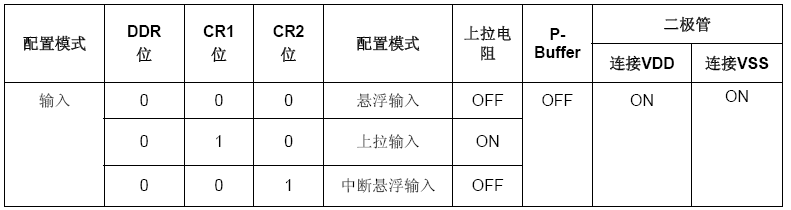 配置模式 DDR位 CR1位 CR2位 配置模式 上拉电阻 P-Buffer 二极管
连接VDD 连接VSS
输入 0 0 0 悬浮输入 OFF OFF ON ON
0 1 0 上拉输入 ON
0 0 1 中断悬浮输入 OFF